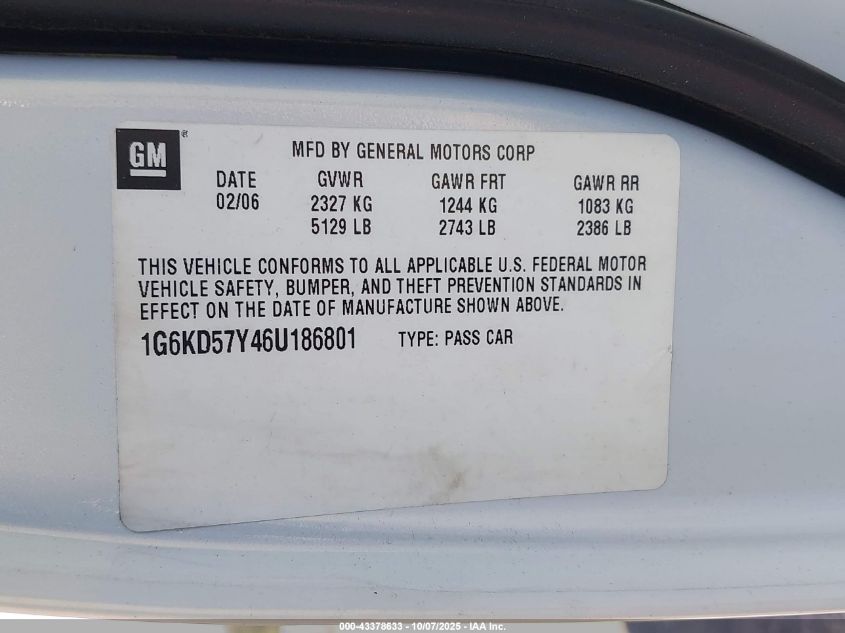 GM ®
MFD BY GENERAL MOTORS CORP
DATE GVWR GAWR FRT GAWR RR
02/06 2327 KG 1244 KG 1083 KG
5129 LB 2743 LB 2386 LB
THIS VEHICLE CONFORMS TO ALL APPLICABLE U.S. FEDERAL MOTOR
VEHICLE SAFETY, BUMPER, AND THEFT PREVENTION STANDARDS IN
EFFECT ON THE DATE OF MANUFACTURE SHOWN ABOVE.
1G6KD57Y46U186801 TYPE: PASS CAR
000-43378633 - 10/07/2025 - IAA Inc.